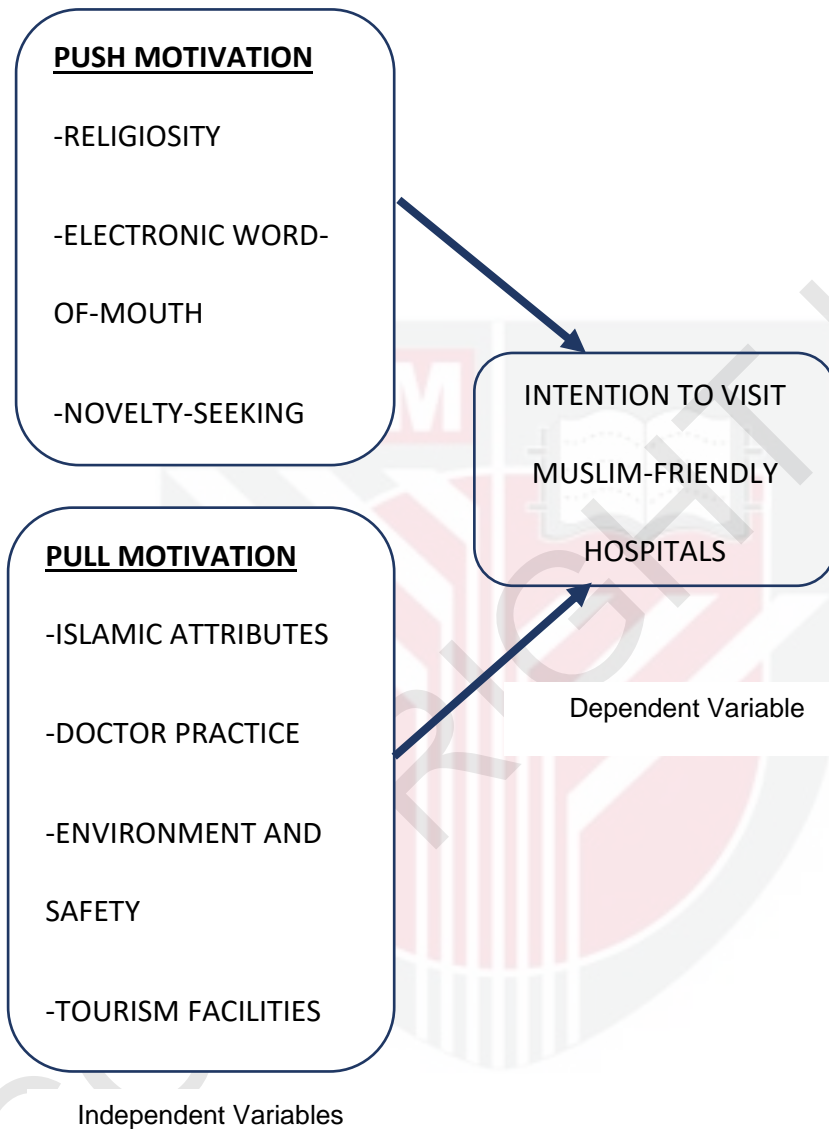 PUSH MOTIVATION
-RELIGIOSITY
-ELECTRONIC WORD-
OF-MOUTH
-NOVELTY-SEEKING
INTENTION TO VISIT
MUSLIM-FRIENDLY
HOSPITALS
PULL MOTIVATION
-ISLAMIC ATTRIBUTES
-DOCTOR PRACTICE
-ENVIRONMENT AND
SAFETY
-TOURISM FACILITIES
Dependent Variable
Independent Variables